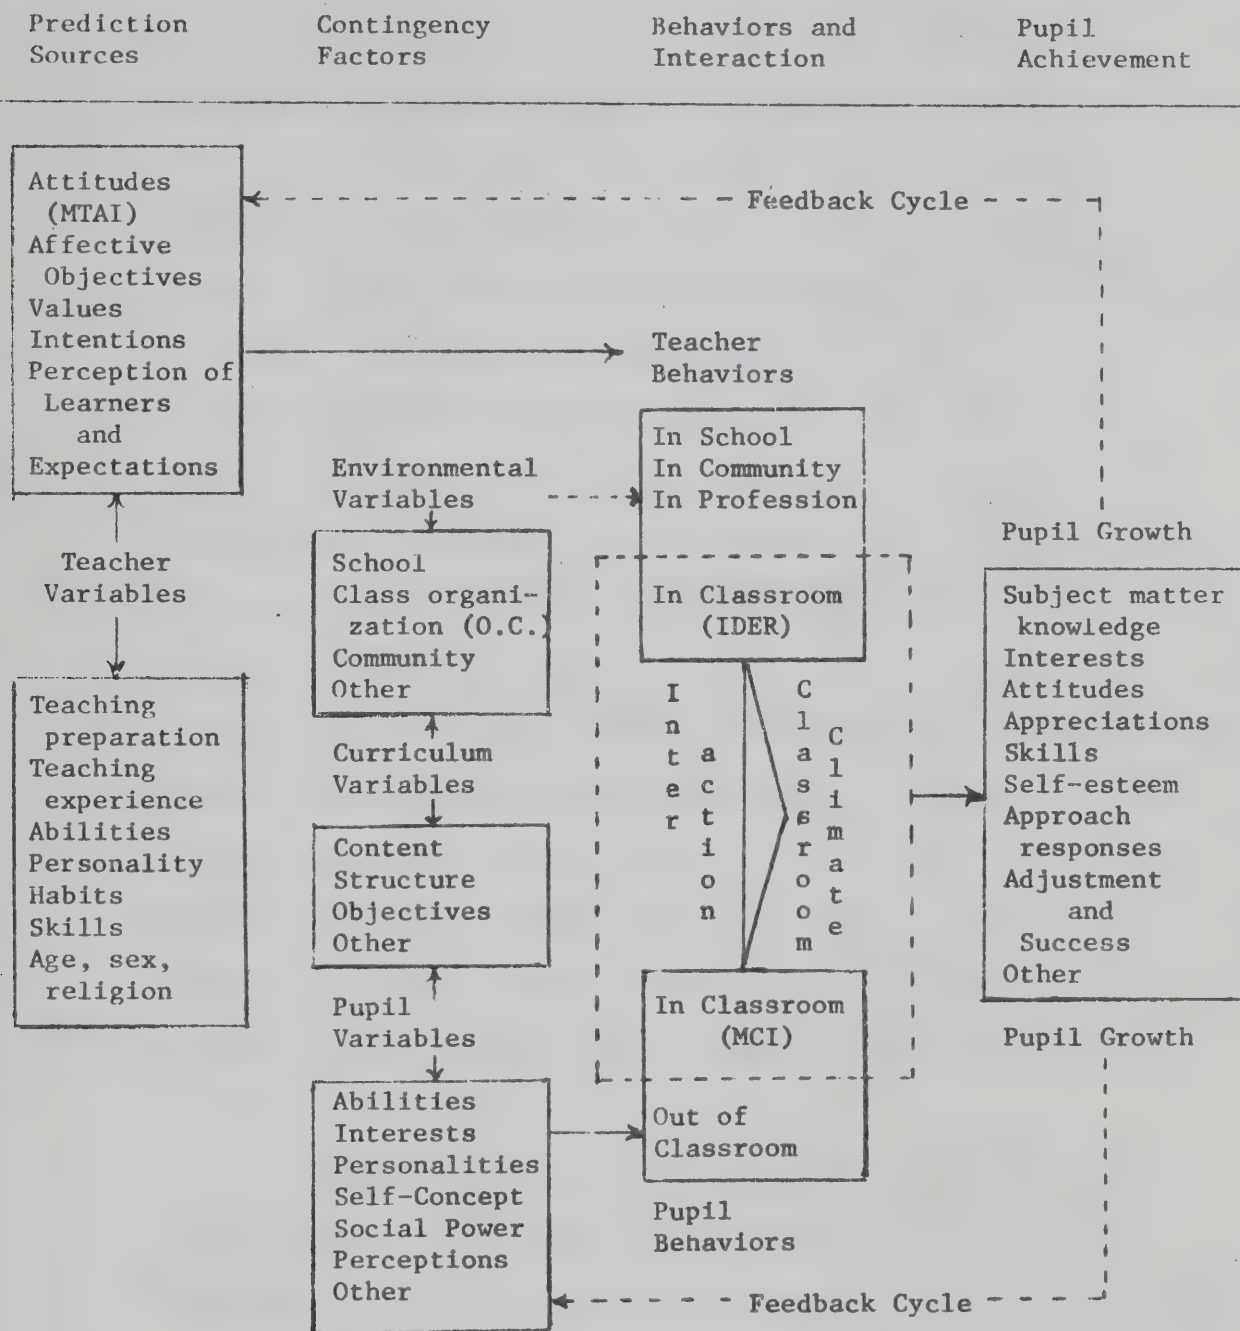 Prediction
Sources
Contingency
Factors
Behaviors and
Interaction
Pupil
Achievement
Attitudes
(MTAI)
Affective
Objectives
Values
Intentions
Perception of
Learners
and
Expectations
Teacher
Variables
Teaching
preparation
Teaching
experience
Abilities
Personality
Habits
Skills
Age, sex,
religion
Environmental
Variables
School
Class organi-
zation (O.C.)
Community
Other
Curriculum
Variables
Content
Structure
Objectives
Other
Pupil
Variables
Abilities
Interests
Personalities
Self-Concept
Social Power
Perceptions
Other
Feedback Cycle
Teacher
Behaviors
In School
In Community
In Profession
In Classroom
(IDER)
Inter
action
Classroom
Climate
In Classroom
(MCI)
Out of
Classroom
Pupil
Behaviors
Feedback Cycle
Pupil Growth
Subject matter
knowledge
Interests
Attitudes
Appreciations
Skills
Self-esteem
Approach
responses
Adjustment
and
Success
Other
Pupil Growth